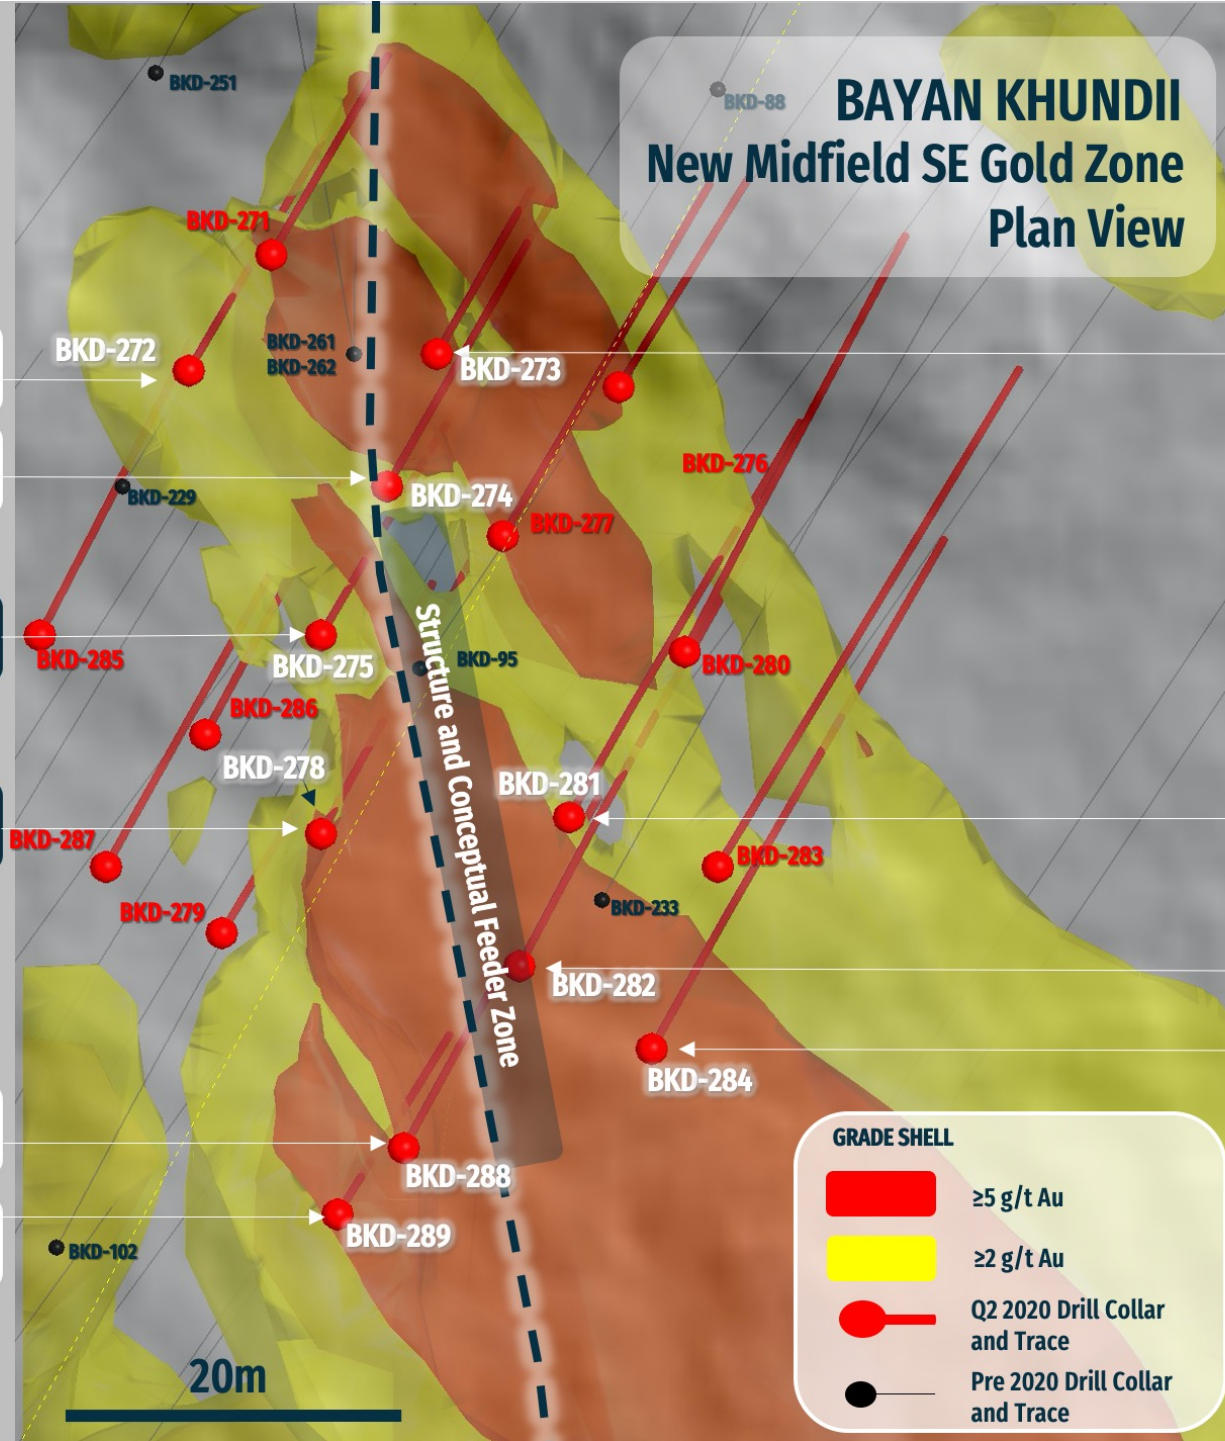 BKD-251
BKD-88
BAYAN KHUNDII
New Midfield SE Gold Zone
Plan View
BKD-271
BKD-272
BKD-261
BKD-262
BKD-273
BKD-276
BKD-274
BKD-229
BKD-277
BKD-285
BKD-275
BKD-95
BKD-280
BKD-286
BKD-278
BKD-281
Structure and Conceptual Feeder Zone
BKD-287
BKD-283
BKD-279
BKD-233
BKD-282
BKD-284
BKD-288
BKD-289
BKD-102
20m
GRADE SHELL
≥5 g/t Au
≥2 g/t Au
Q2 2020 Drill Collar
and Trace
Pre 2020 Drill Collar
and Trace